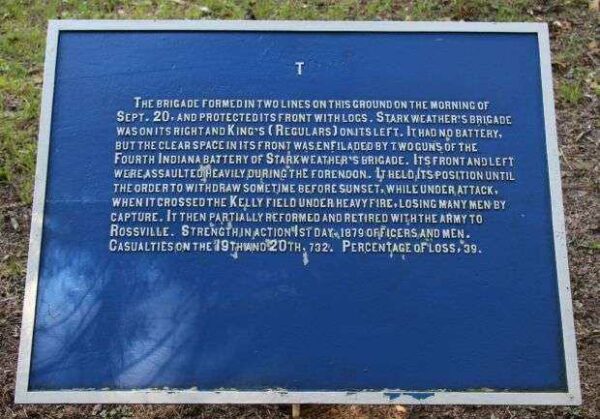 T
THE BRIGADE FORMED IN TWO LINES ON THIS GROUND ON THE MORNING OF
SEPT. 20, AND PROTECTED ITS FRONT WITH LOGS. STARKWEATHER'S BRIGADE
WAS ON ITS RIGHT AND KING'S (REGULARS) ON ITS LEFT. IT HAD NO BATTERY,
BUT THE CLEAR SPACE IN ITS FRONT WAS ENFILADED BY TWO GUNS OF THE
FOURTH INDIANA BATTERY OF STARKWEATHER'S BRIGADE. ITS FRONT AND LEFT
WERE ASSAULTED HEAVILY DURING THE FORENOON. IT HELD ITS POSITION UNTIL
THE ORDER TO WITHDRAW SOMETIME BEFORE SUNSET, WHILE UNDER ATTACK,
WHEN IT CROSSED THE KELLY FIELD UNDER HEAVY FIRE, LOSING MANY MEN BY
CAPTURE. IT THEN PARTIALLY REFORMED AND RETIRED WITH THE ARMY TO
ROSSVILLE. STRENGTH IN ACTION 1ST DAY, 1879 OFFICERS AND MEN.
CASUALTIES ON THE 19TH AND 20TH, 732. PERCENTAGE OF LOSS, 39.